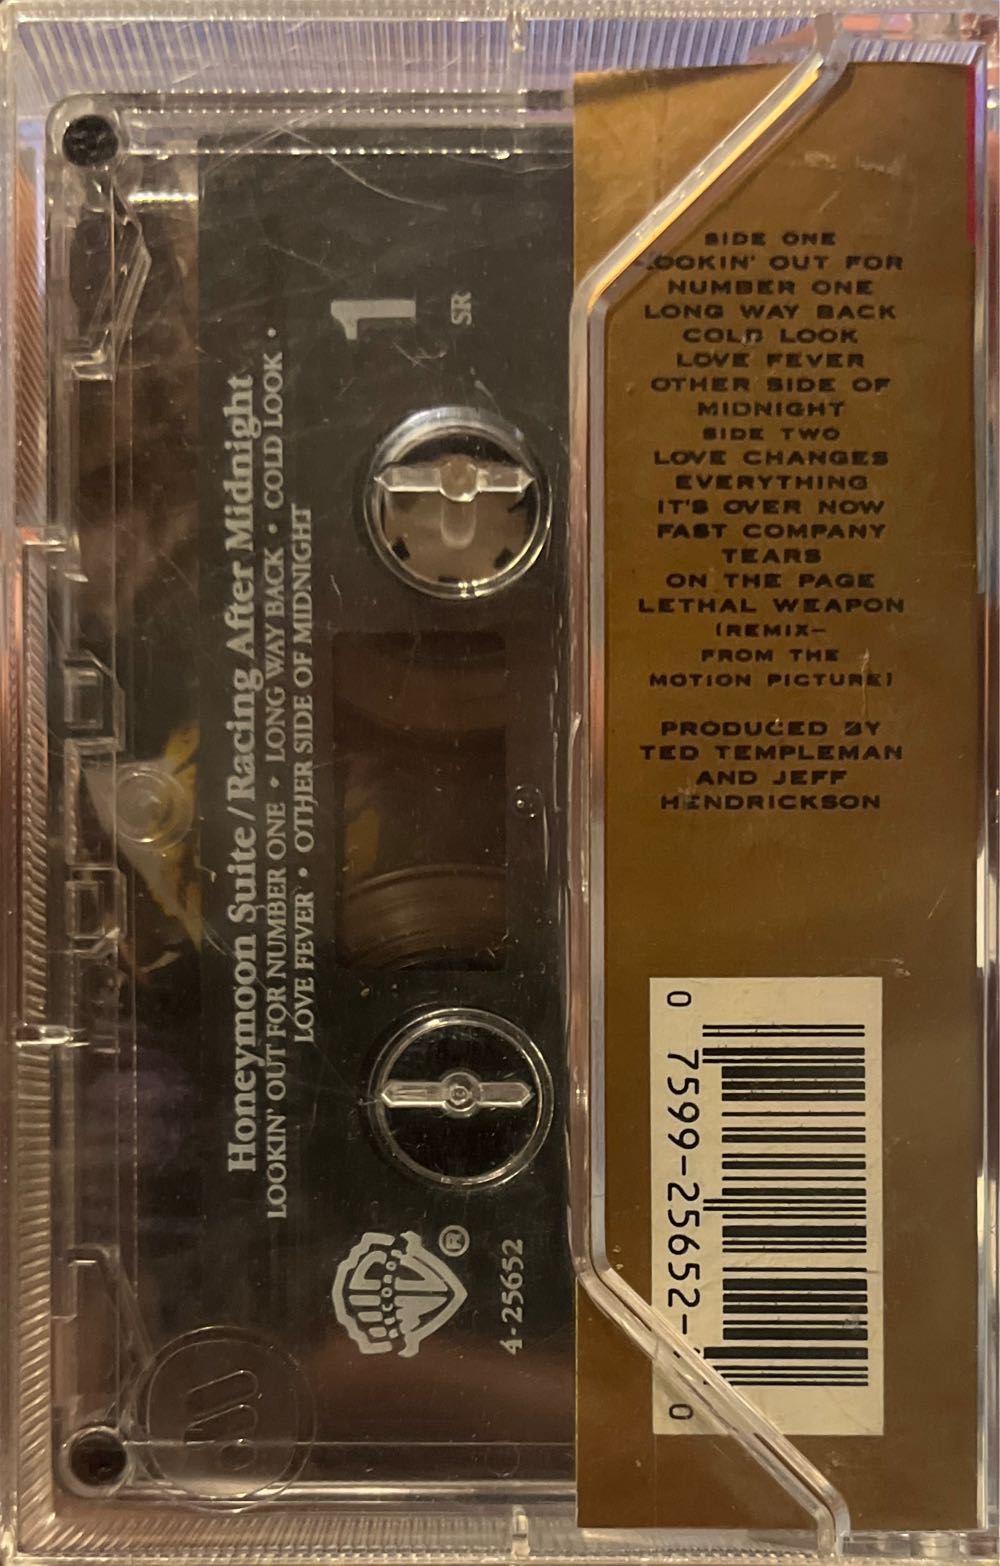 Honeymoon Suite / Racing After Midnight
LOOKIN' OUT FOR NUMBER ONE • LONG WAY BACK • COLD LOOK •
LOVE FEVER • OTHER SIDE OF MIDNIGHT
1
SR
RECORDS
®
4-25652
SIDE ONE
LOOKIN' OUT FOR
NUMBER ONE
LONG WAY BACK
COLD LOOK
LOVE FEVER
OTHER SIDE OF
MIDNIGHT
SIDE TWO
LOVE CHANGES
EVERYTHING
IT'S OVER NOW
FAST COMPANY
TEARS
ON THE PAGE
LETHAL WEAPON
(REMIX–
FROM THE
MOTION PICTURE)
PRODUCED BY
TED TEMPLEMAN
AND JEFF
HENDRICKSON
0 7599-25652- 0